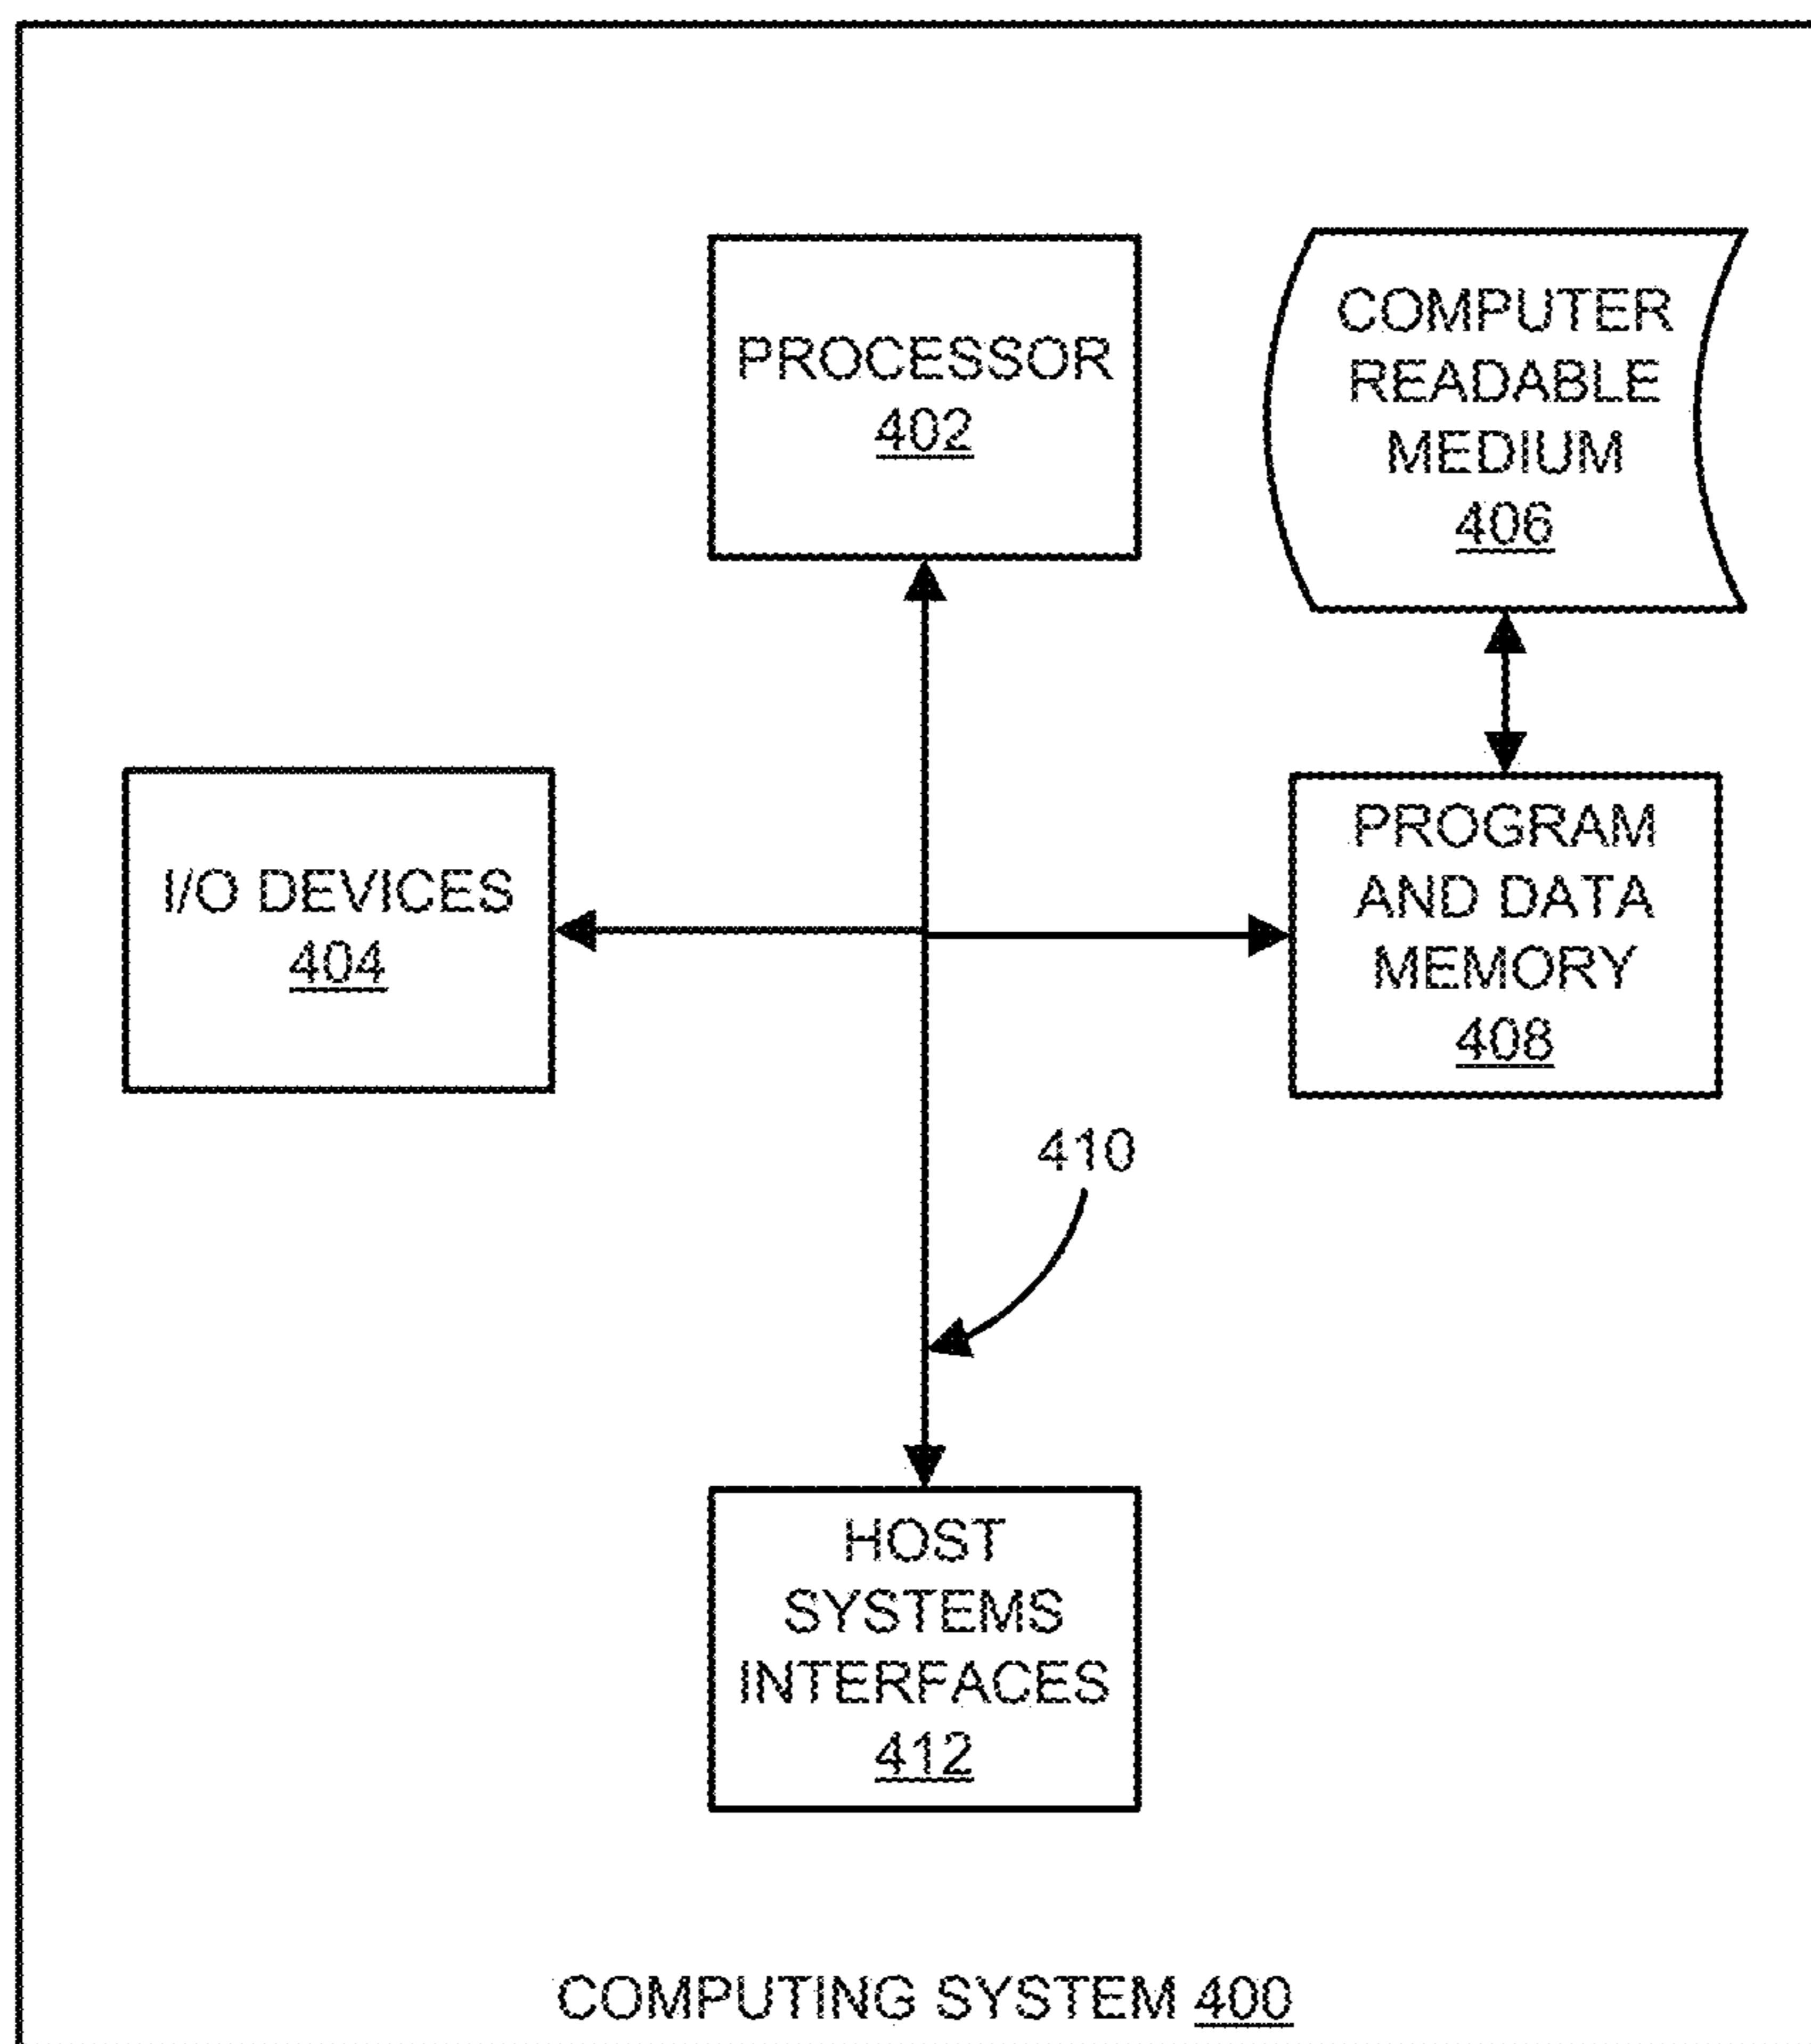 PROCESSOR
402
COMPUTER
READABLE
MEDIUM
406
I/O DEVICES
404
PROGRAM
AND DATA
MEMORY
408
410
HOST
SYSTEMS
INTERFACES
412
COMPUTING SYSTEM 400